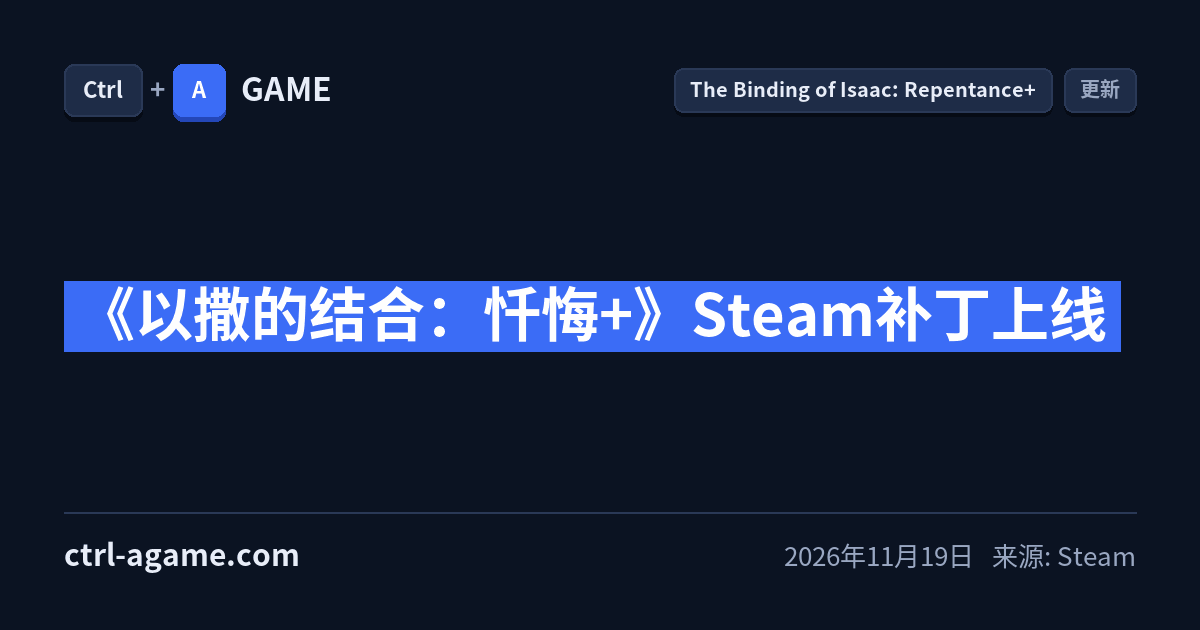 Ctrl + A GAME
The Binding of Isaac: Repentance+ 更新
《以撒的结合：忏悔+》Steam补丁上线
ctrl-agame.com
2026年11月19日 来源: Steam